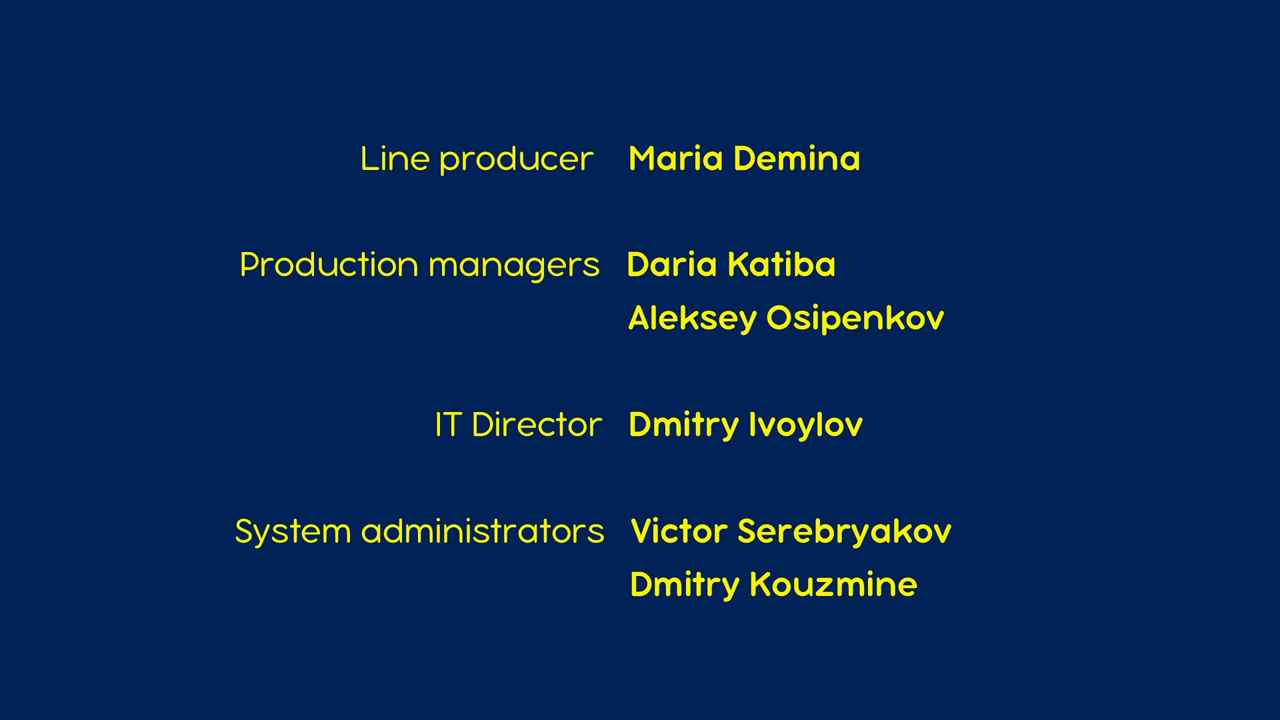 Line producer Maria Demina
Production managers Daria Katiba
Aleksey Osipenkov
IT Director Dmitry Ivoylov
System administrators Victor Serebryakov
Dmitry Kouzmine